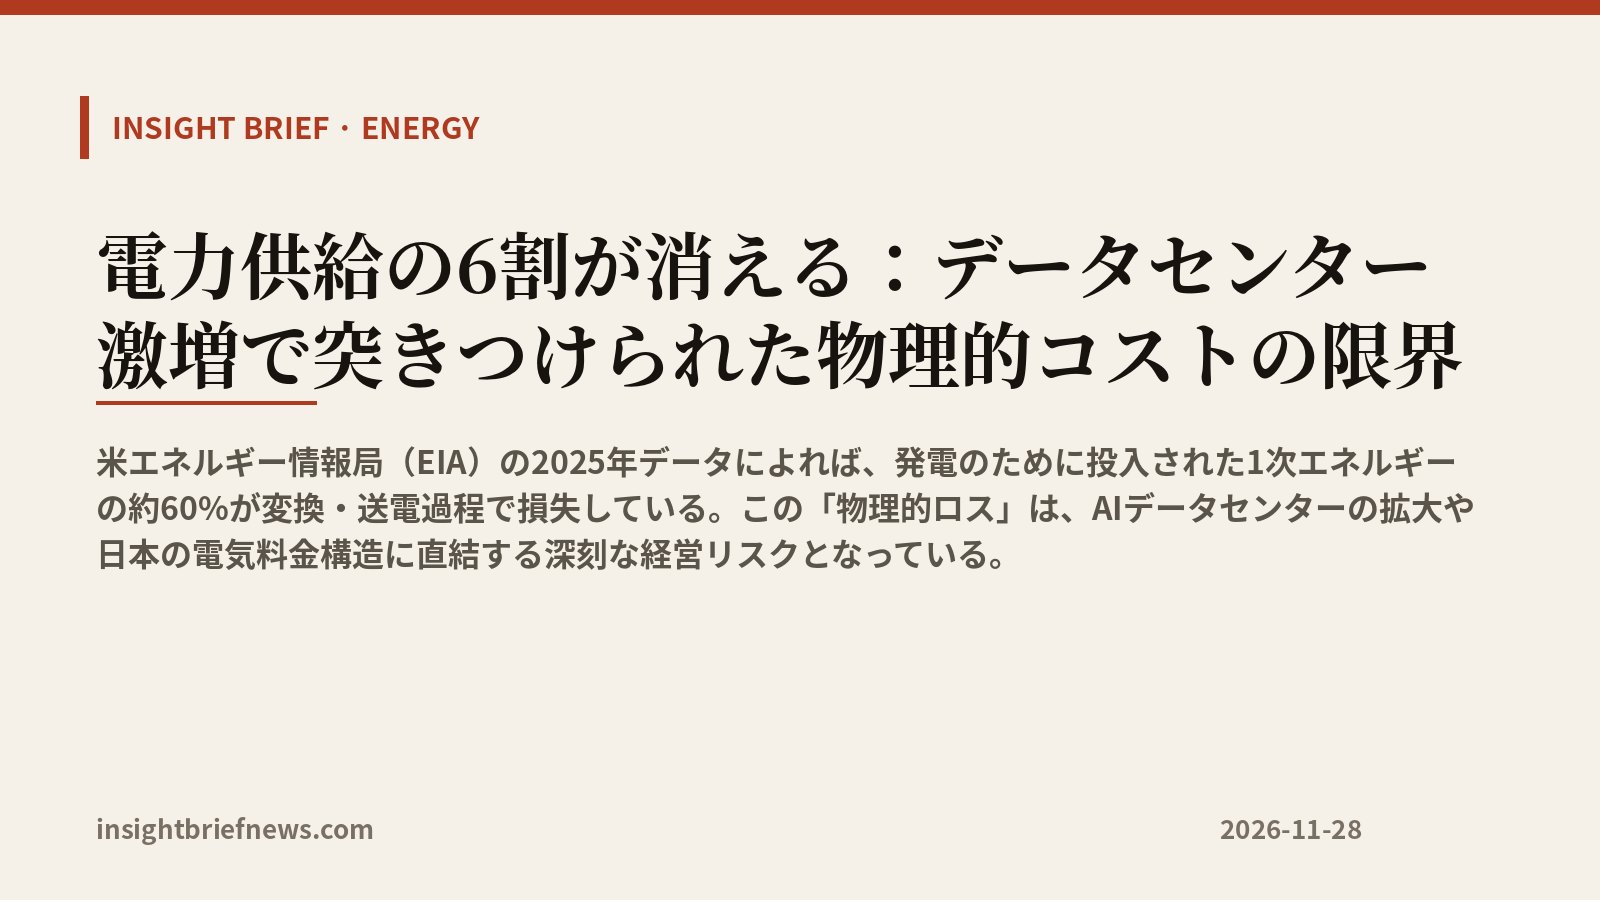 INSIGHT BRIEF · ENERGY
電力供給の6割が消える：データセンター
激増で突きつけられた物理的コストの限界
米エネルギー情報局（EIA）の2025年データによれば、発電のために投入された1次エネルギー
の約60%が変換・送電過程で損失している。この「物理的ロス」は、AIデータセンターの拡大や
日本の電気料金構造に直結する深刻な経営リスクとなっている。
insightbriefnews.com
2026-11-28